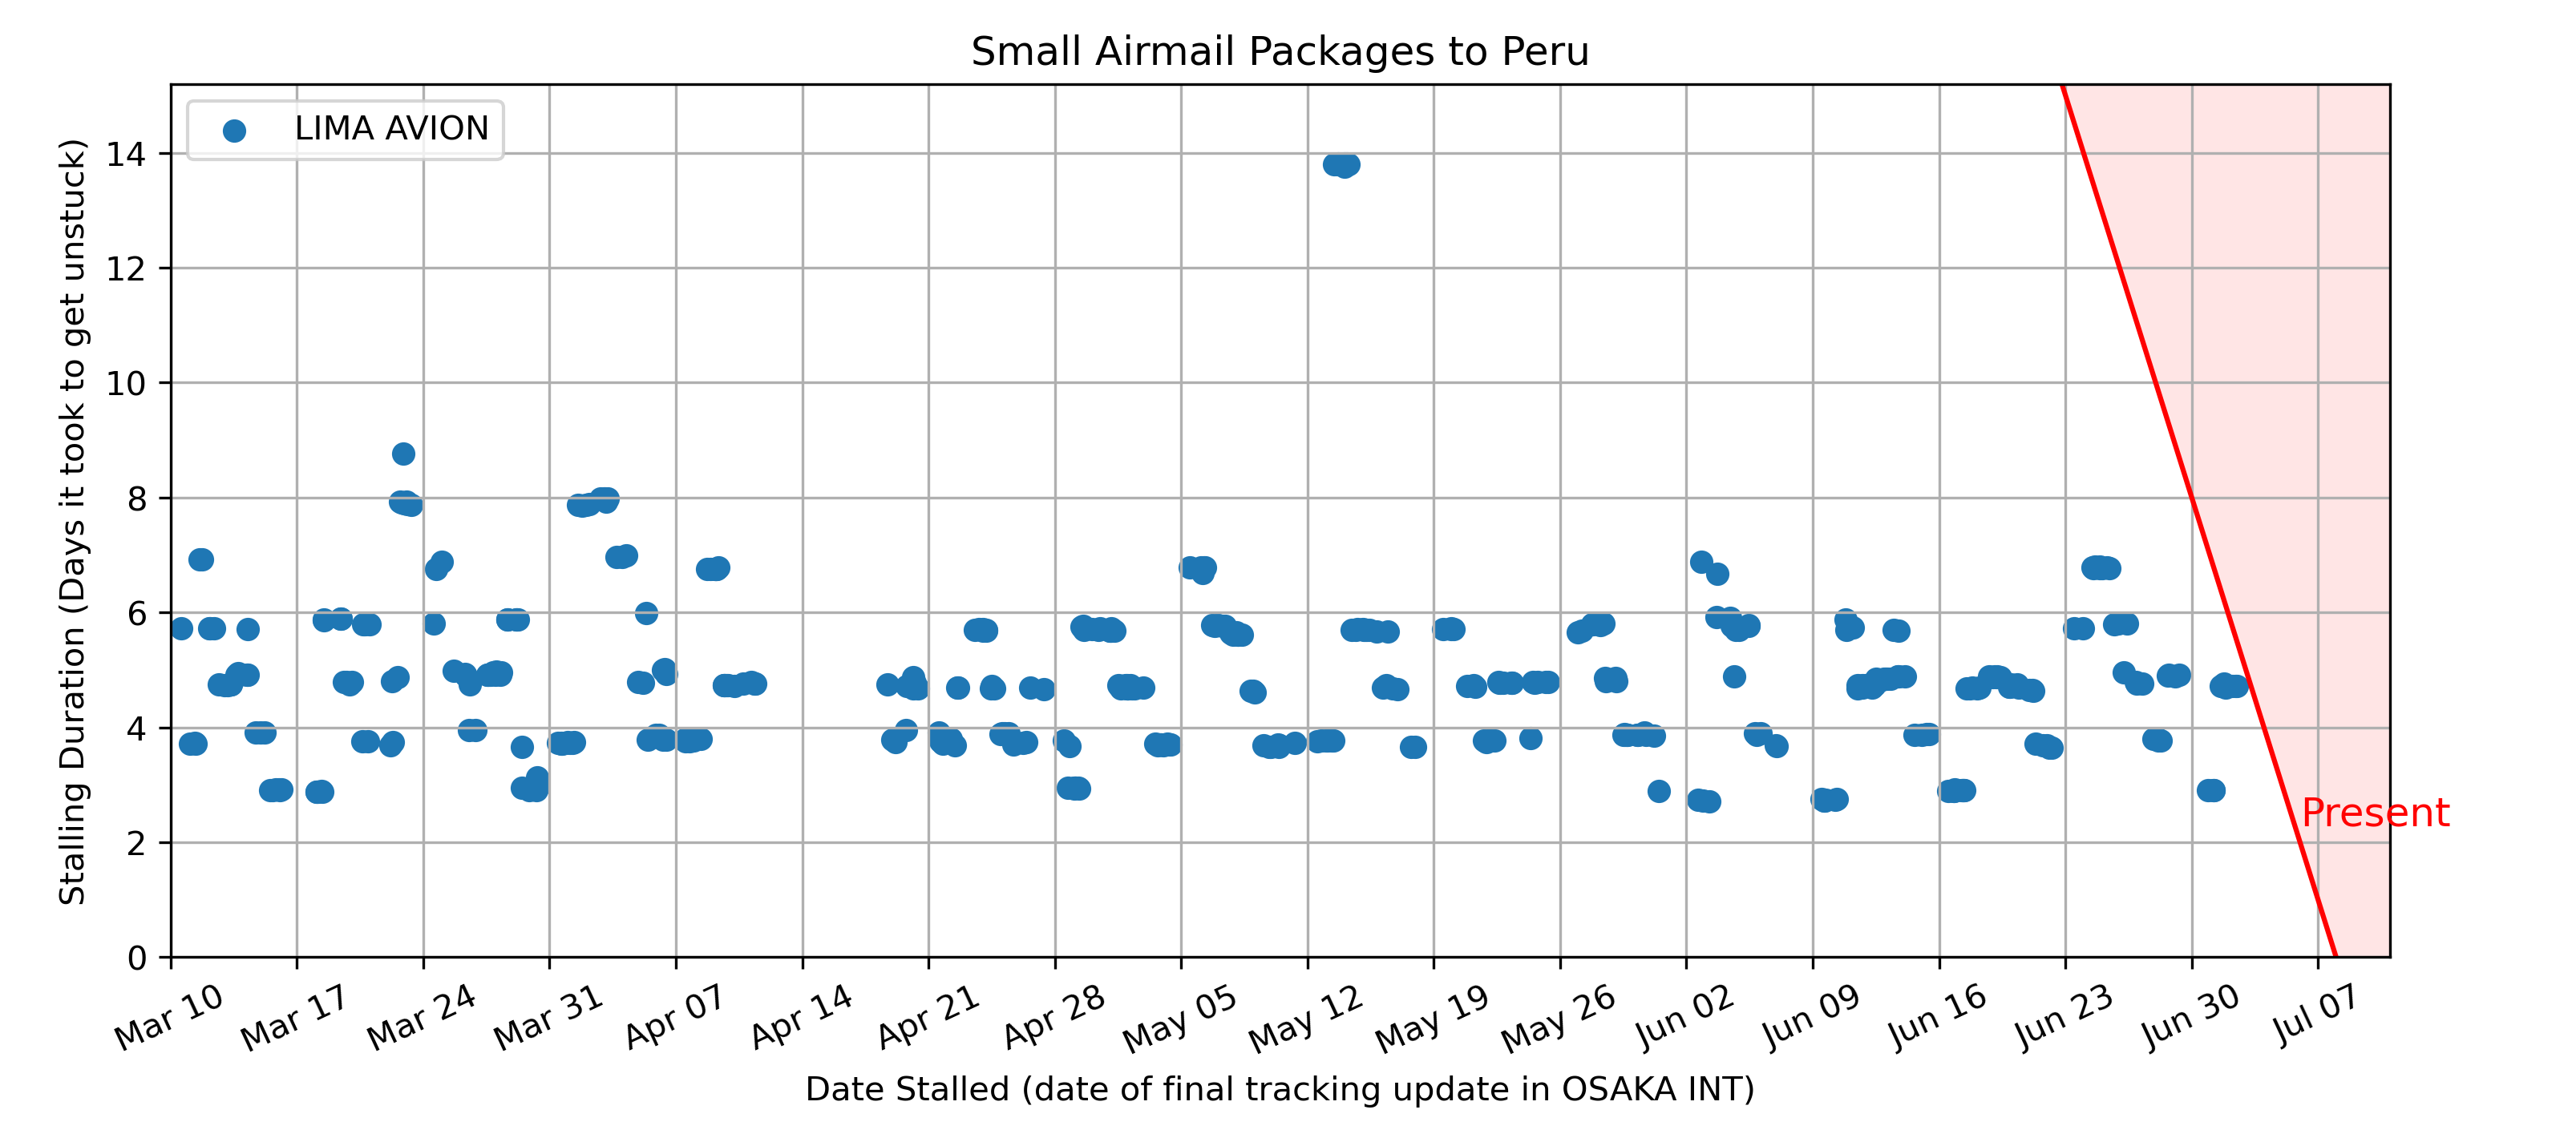 Small Airmail Packages to Peru
LIMA AVION
Stalling Duration (Days it took to get unstuck)
14
12
10
8
6
4
2
0
Present
Mar 10
Mar 17
Mar 24
Mar 31
Apr 07
Apr 14
Apr 21
Apr 28
May 05
May 12
May 19
May 26
Jun 02
Jun 09
Jun 16
Jun 23
Jun 30
Jul 07
Date Stalled (date of final tracking update in OSAKA INT)